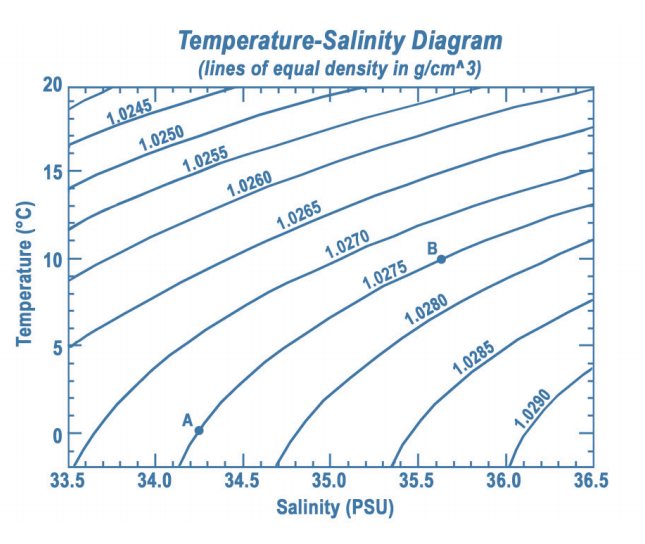 Temperature-Salinity Diagram
(lines of equal density in g/cm^3)
20
15
10
5
0
Temperature (°C)
1.0245
1.0250
1.0255
1.0260
1.0265
1.0270
1.0275
1.0280
1.0285
1.0290
B
A
33.5 34.0 34.5 35.0 35.5 36.0 36.5
Salinity (PSU)